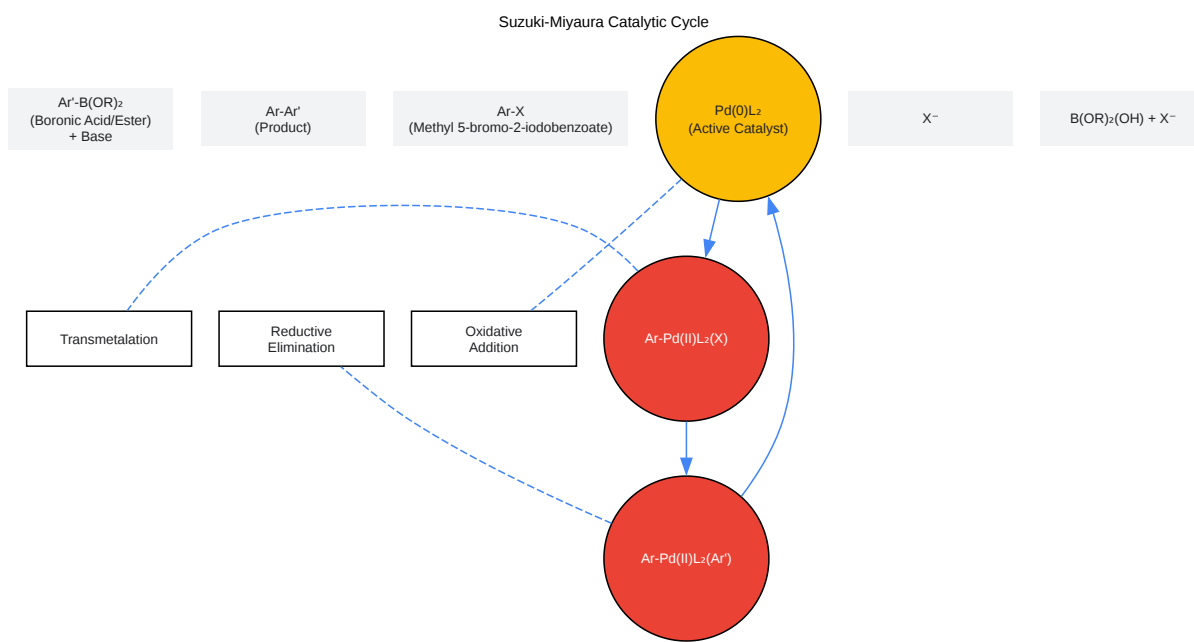 Suzuki-Miyaura Catalytic Cycle
Ar'-B(OR)₂
(Boronic Acid/Ester)
+ Base
Ar-Ar'
(Product)
Ar-X
(Methyl 5-bromo-2-iodobenzoate)
Pd(0)L₂
(Active Catalyst)
X⁻
B(OR)₂(OH) + X⁻
Transmetalation
Reductive
Elimination
Oxidative
Addition
Ar-Pd(II)L₂(X)
Ar-Pd(II)L₂(Ar')